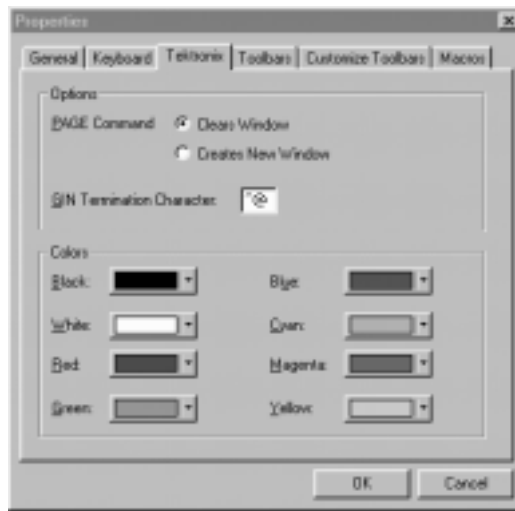 Properties
General Keyboard Tektronix Toolbars Customize Toolbars Macros
Options
PAGE Command Clears Window
Creates New Window
GIN Termination Character: ^@
Colors
Black: Blue:
White: Cyan:
Red: Magenta:
Green: Yellow:
OK Cancel